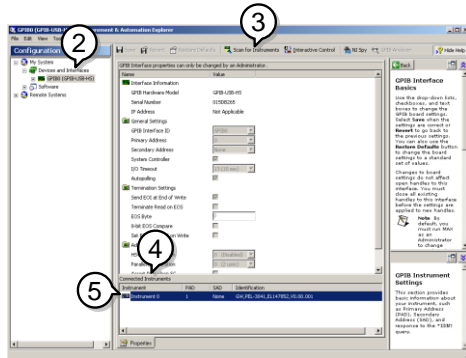 GPIB0 (GPIB-USB-HS)
& Automation Explorer
File Edit View Tools
Configuration
Save
Revert
Restore Defaults
Scan for Instruments
Interactive Control
NI Spy
GPIB Analyzer
Hide Help
2
3
My System
Devices and Interfaces
GPIB0 (GPIB-USB-HS)
Software
Remote Systems
GPIB Interface properties can only be changed by an Administrator.
Name Value
Interface Information
GPIB Hardware Model GPIB-USB-HS
Serial Number 015DB265
IP Address Not Applicable
General Settings
GPIB Interface ID GPIB0
Primary Address 0
Secondary Address None
System Controller
I/O Timeout
Autopolling
Termination Settings
Send EOI at End of Write
Terminate Read on EOS
EOS Byte
8-bit EOS Compare
4
Connected Instruments
5
Instrument PAD SAD Identification
Instrument 0 1 None GW,PEL-3041,EL147852,V0.60.001
Properties
Back
GPIB Interface
Basics
Use the drop-down lists,
checkboxes, and text
boxes to change the
GPIB board settings.
Select Save when the
settings are correct or
Revert to go back to
the previous settings.
You can also use the
Restore Defaults button
to change the board
settings to a standard
set of values.
Changes to board
settings do not affect
open handles to this
interface. You must
close all existing
handles to this interface
before the settings are
applied to new handles.
Note By
default, you
must run MAX
as an
Administrator
to change
GPIB Instrument
Settings
This section provides
basic information about
your instrument, such
as Primary Address
(PAD), Secondary
Address (SAD), and
response to the *IDN?
query.